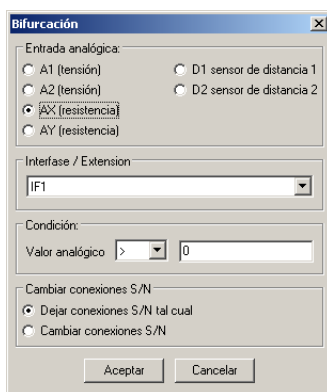 Bifurcación
Entrada analógica:
A1 (tensión) D1 sensor de distancia 1
A2 (tensión) D2 sensor de distancia 2
AX (resistencia)
AY (resistencia)
Interfase / Extension
IF1
Condición:
Valor analógico > 0
Cambiar conexiones S/N
Dejar conexiones S/N tal cual
Cambiar conexiones S/N
Aceptar Cancelar